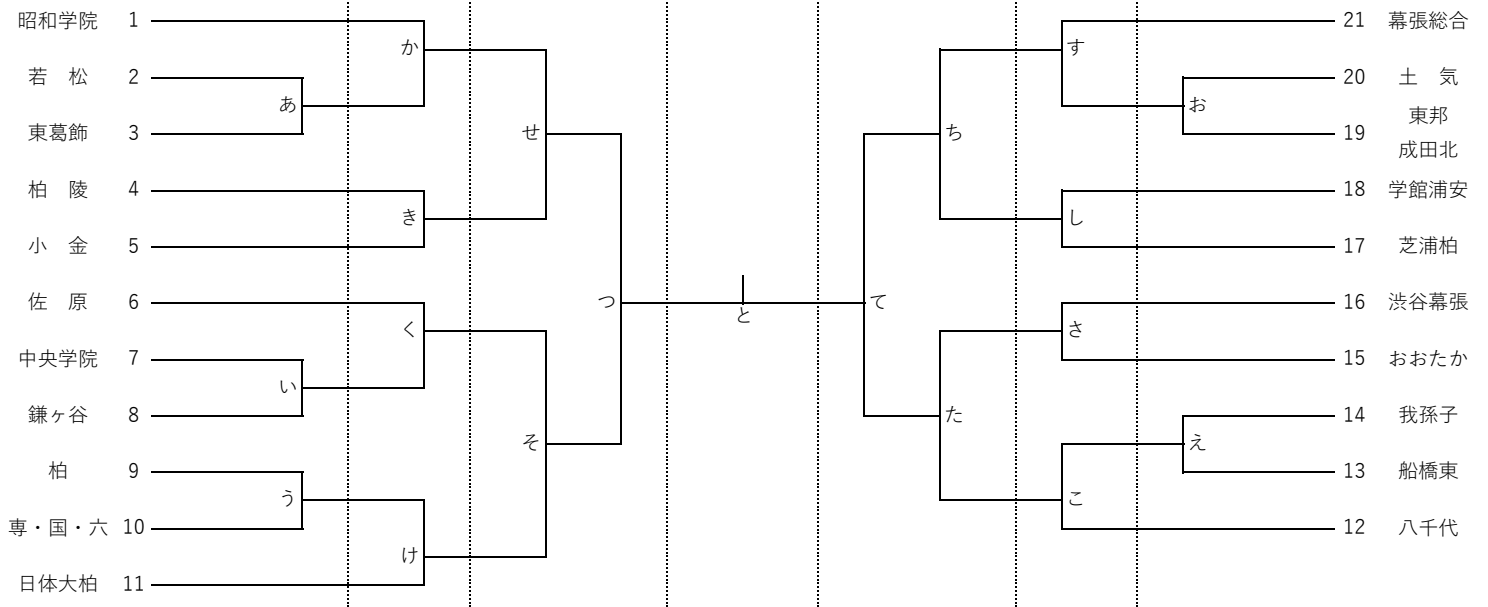 昭和学院 1
若　松 2
東葛飾 3
柏　陵 4
小　金 5
佐　原 6
中央学院 7
鎌ヶ谷 8
柏 9
専・国・六 10
日体大柏 11
あ
い
う
か
き
く
け
せ
そ
つ
と
て
ち
た
す
し
さ
こ
お
え
21 幕張総合
20 土　気
19 東邦
成田北
18 学館浦安
17 芝浦柏
16 渋谷幕張
15 おおたか
14 我孫子
13 船橋東
12 八千代